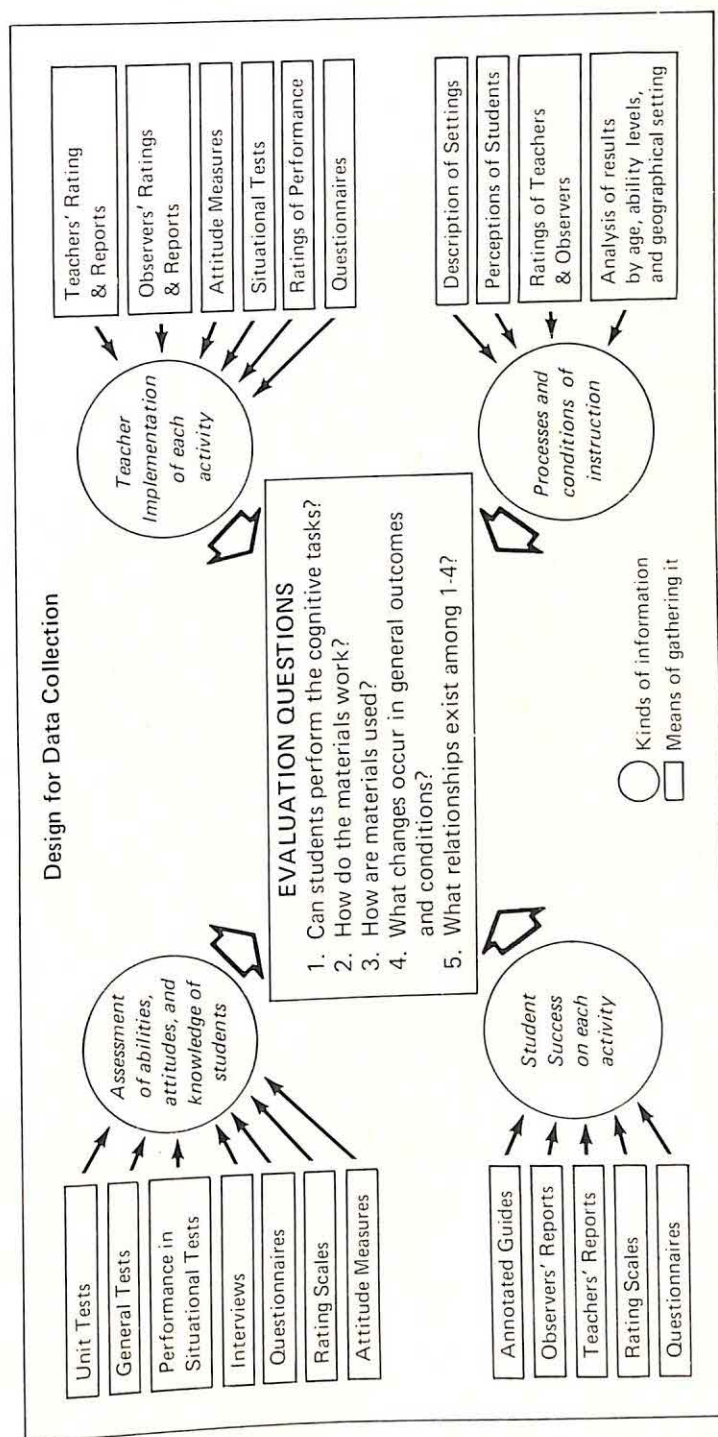 Design for Data Collection
Unit Tests
General Tests
Performance in
Situational Tests
Interviews
Questionnaires
Rating Scales
Attitude Measures
Assessment
of abilities,
attitudes, and
knowledge of
students
Teacher
Implementation
of each
activity
Teachers' Rating
& Reports
Observers' Ratings
& Reports
Attitude Measures
Situational Tests
Ratings of Performance
Questionnaires
EVALUATION QUESTIONS
1. Can students perform the cognitive tasks?
2. How do the materials work?
3. How are materials used?
4. What changes occur in general outcomes
and conditions?
5. What relationships exist among 1-4?
Annotated Guides
Observers' Reports
Teachers' Reports
Rating Scales
Questionnaires
Student
Success
on each
activity
Processes and
conditions of
instruction
Description of Settings
Perceptions of Students
Ratings of Teachers
& Observers
Analysis of results
by age, ability levels,
and geographical setting
Kinds of information
Means of gathering it